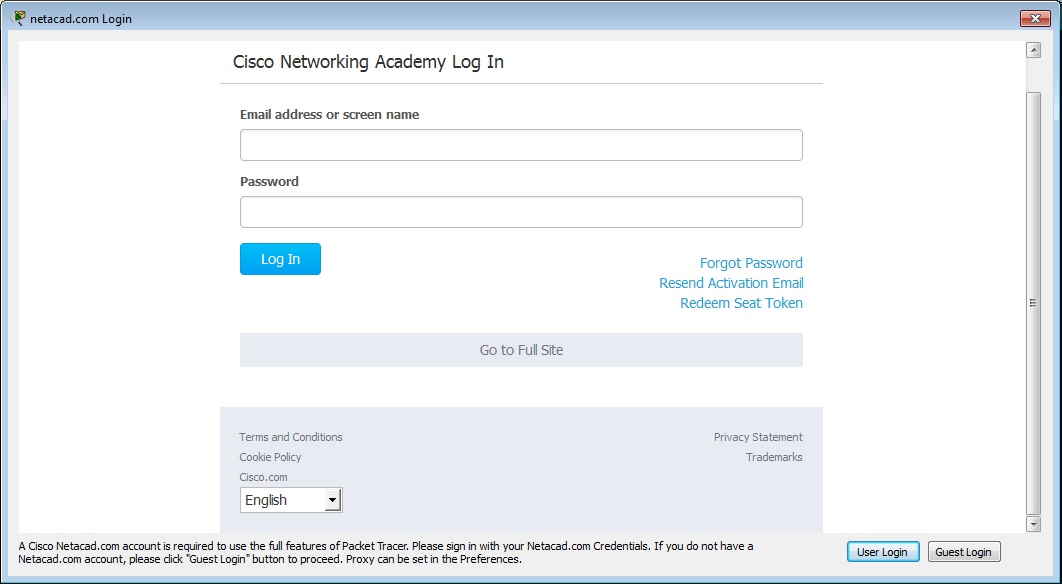 netacad.com Login
Cisco Networking Academy Log In
Email address or screen name
Password
Log In
Forgot Password
Resend Activation Email
Redeem Seat Token
Go to Full Site
Terms and Conditions
Privacy Statement
Cookie Policy
Trademarks
Cisco.com
English
A Cisco Netacad.com account is required to use the full features of Packet Tracer. Please sign in with your Netacad.com Credentials. If you do not have a
Netacad.com account, please click "Guest Login" button to proceed. Proxy can be set in the Preferences.
User Login
Guest Login